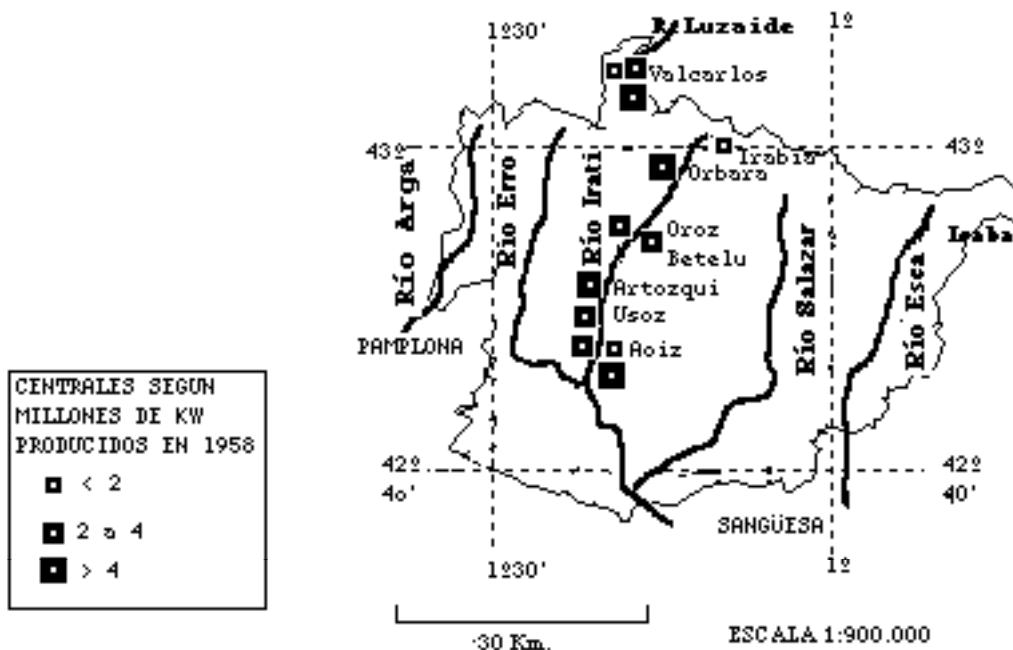 1º30'
1º
R. Luzaide
Valcarlos
43º
43º
Irabia
Orbara
Río Arga
Río Erro
Río Irati
Oroz
Betelu
Isaba
Artozqui
Usoz
Río Salazar
Río Esca
PAMPLONA
Aoiz
CENTRALES SEGUN
MILLONES DE KW
PRODUCIDOS EN 1958
< 2
2 a 4
> 4
42º
40'
42º
40'
SANGÜESA
1º30'
1º
30 Km.
ESCALA 1:900.000